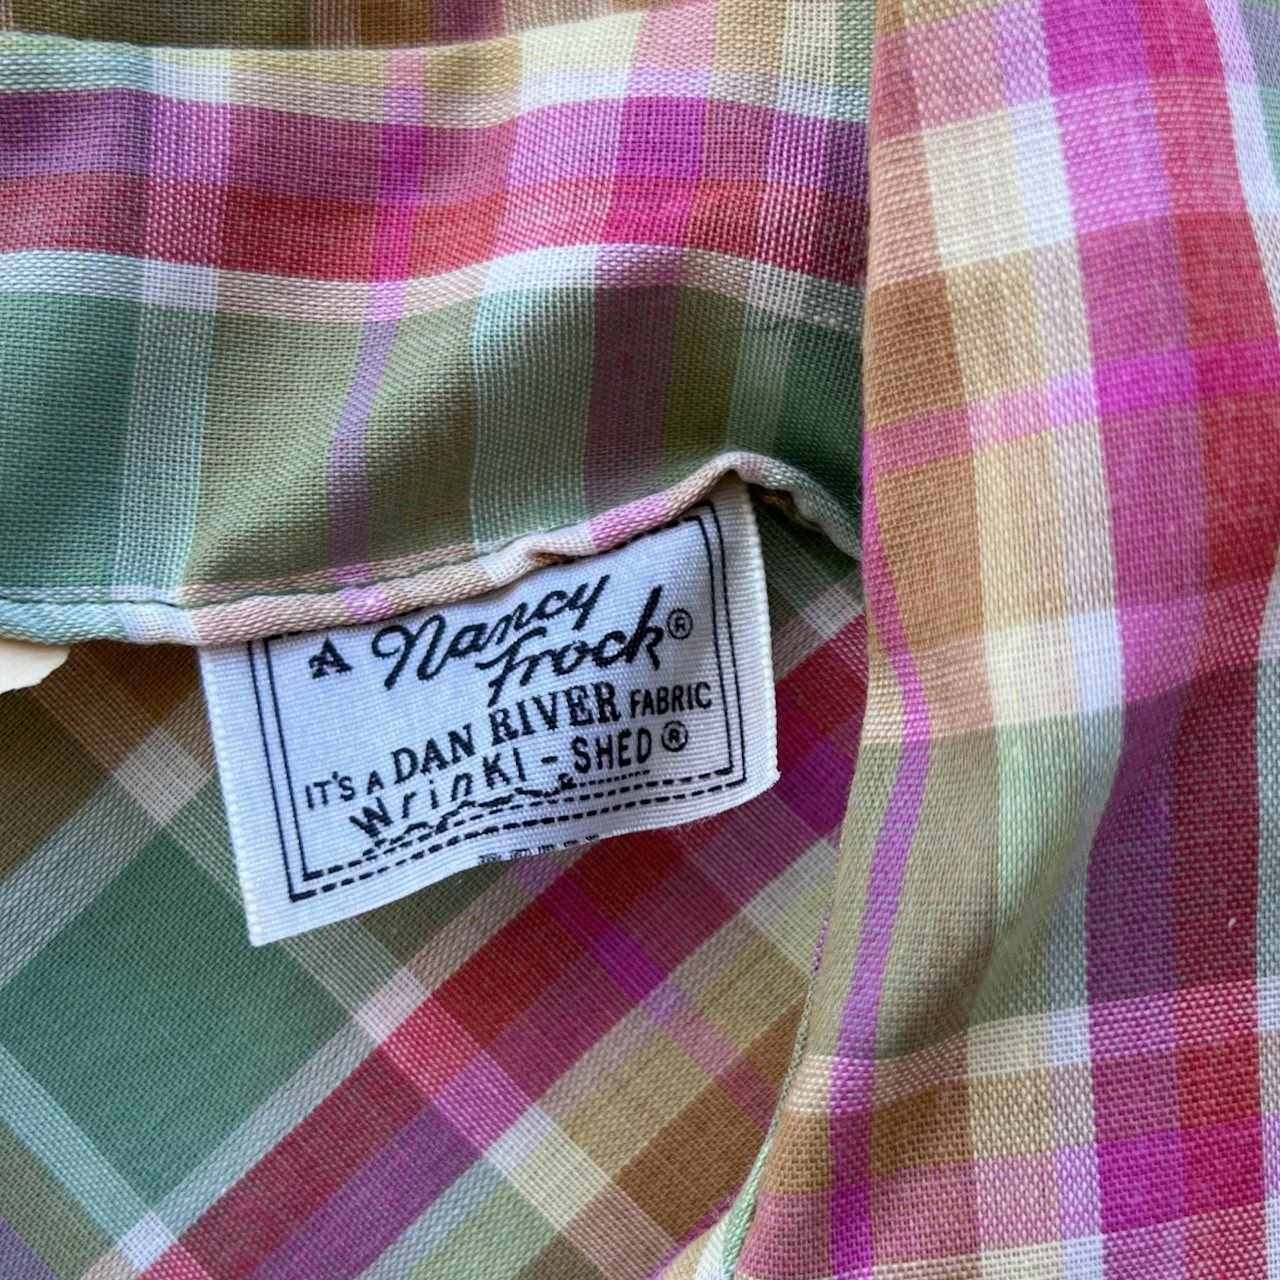 A Nancy
Frock®
IT'S A DAN RIVER FABRIC
WrinKl-SHED®